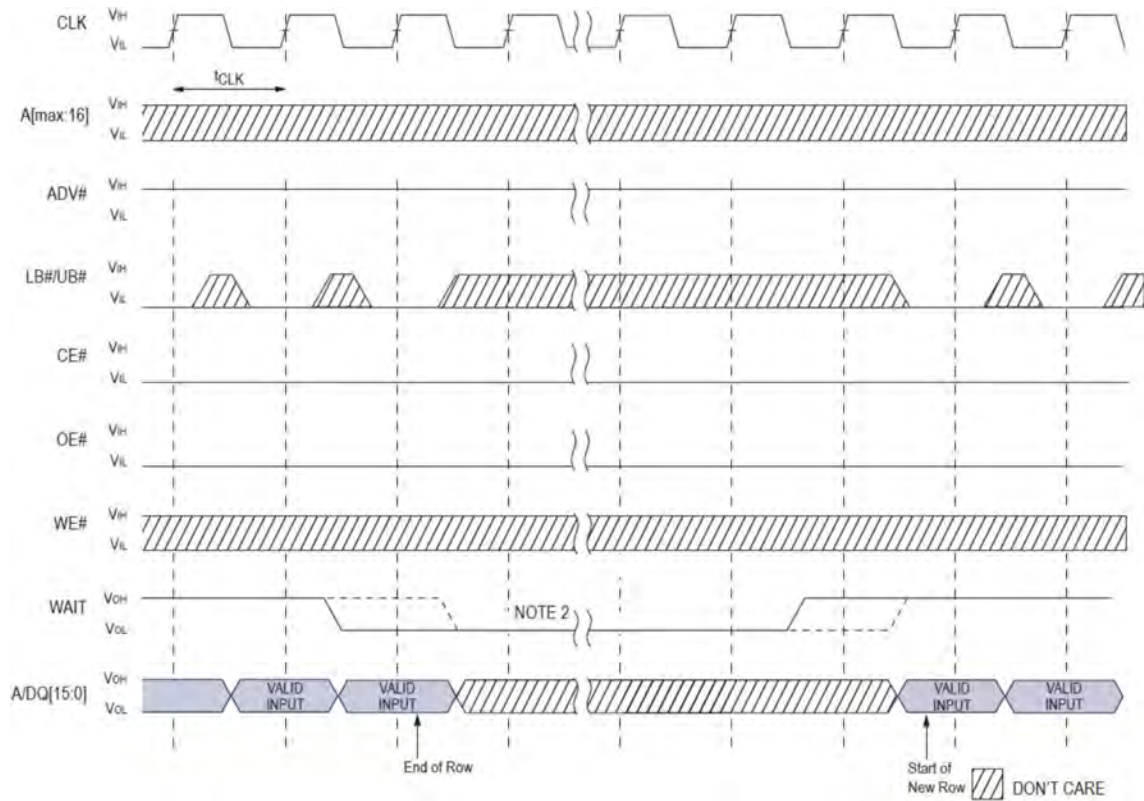 CLK VIH
VIL
tCLK
A[max:16] VIH
VIL
ADV# VIH
VIL
LB#/UB# VIH
VIL
CE# VIH
VIL
OE# VIH
VIL
WE# VIH
VIL
WAIT VOH
VOL
NOTE 2
A/DQ[15:0] VOH
VOL
VALID
INPUT
VALID
INPUT
VALID
INPUT
VALID
INPUT
End of Row
Start of
New Row
DON'T CARE